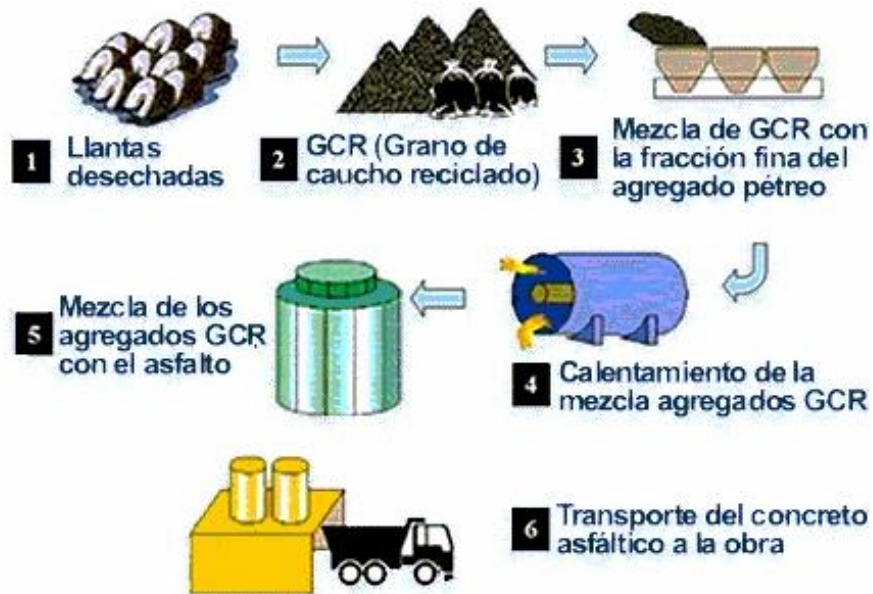 1 Llantas
desechadas
2 GCR (Grano de
caucho reciclado)
3 Mezcla de GCR con
la fracción fina del
agregado pétreo
4 Calentamiento de la
mezcla agregados GCR
5 Mezcla de los
agregados GCR
con el asfalto
6 Transporte del concreto
asfáltico a la obra